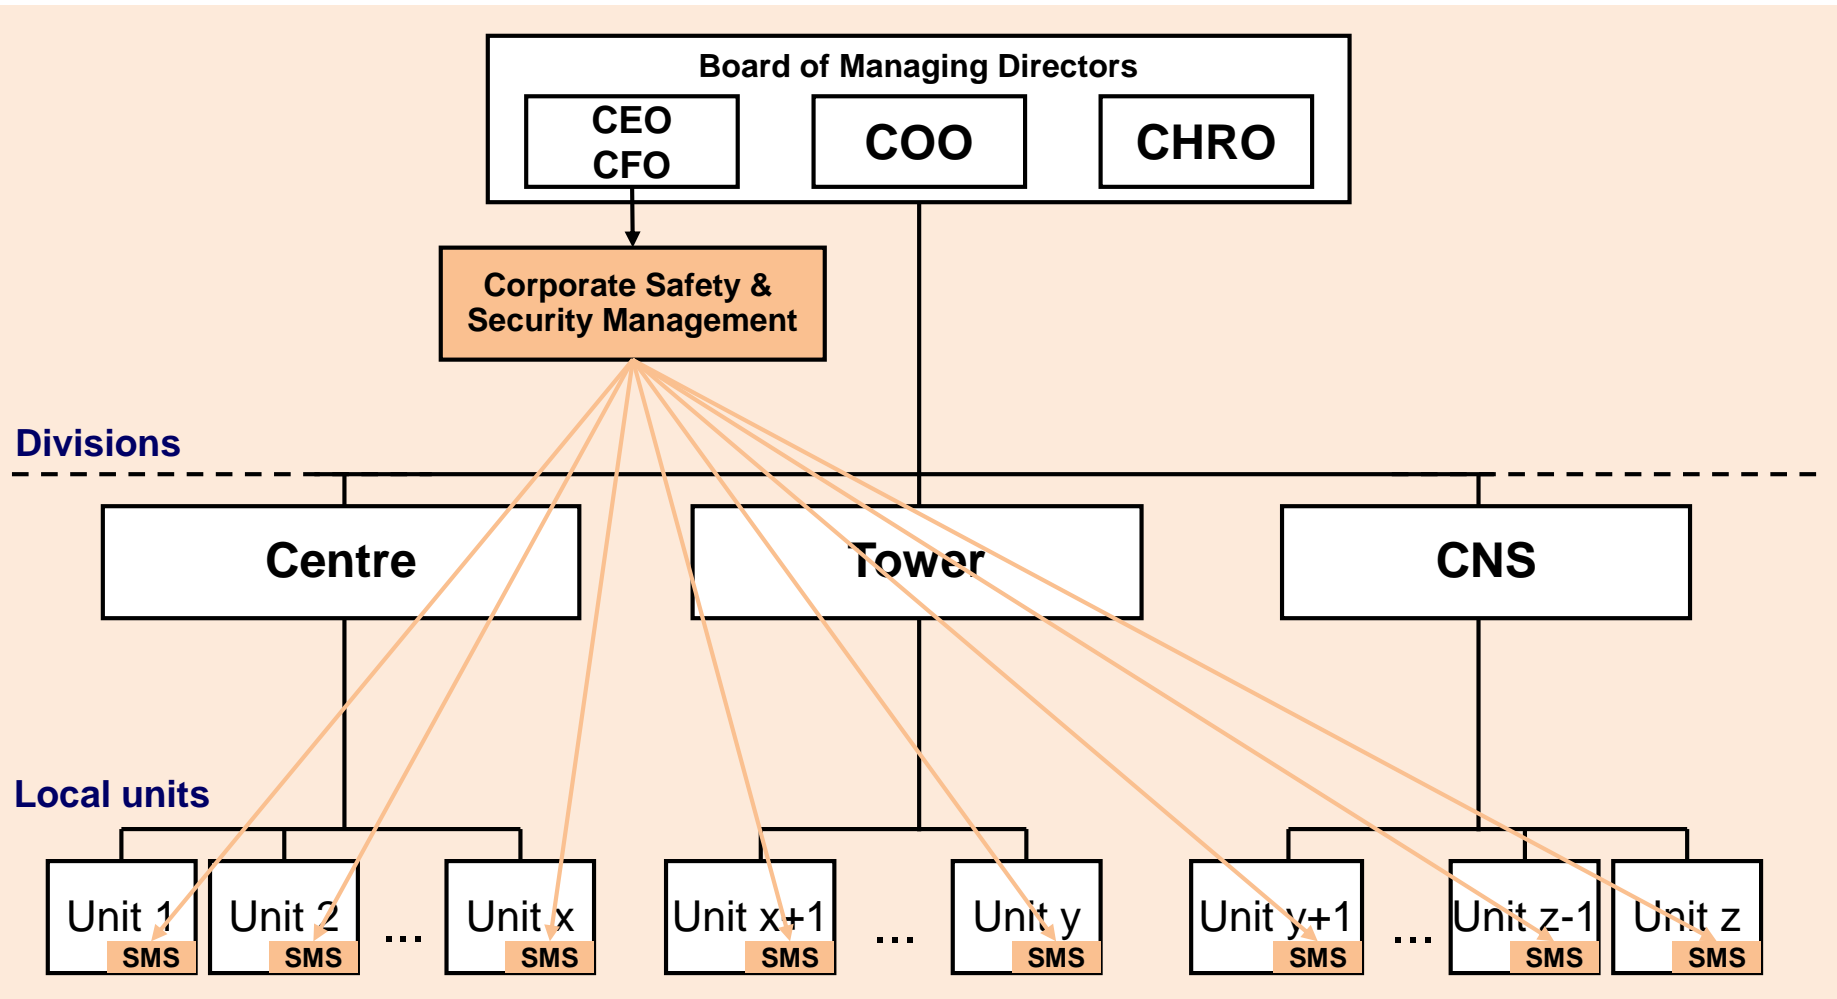 Board of Managing Directors
CEO
CFO
COO
CHRO
Corporate Safety &
Security Management
Divisions
Centre
Tower
CNS
Local units
Unit 1
SMS
Unit 2
SMS
...
Unit x
SMS
Unit x+1
SMS
...
Unit y
SMS
Unit y+1
SMS
...
Unit z-1
SMS
Unit z
SMS